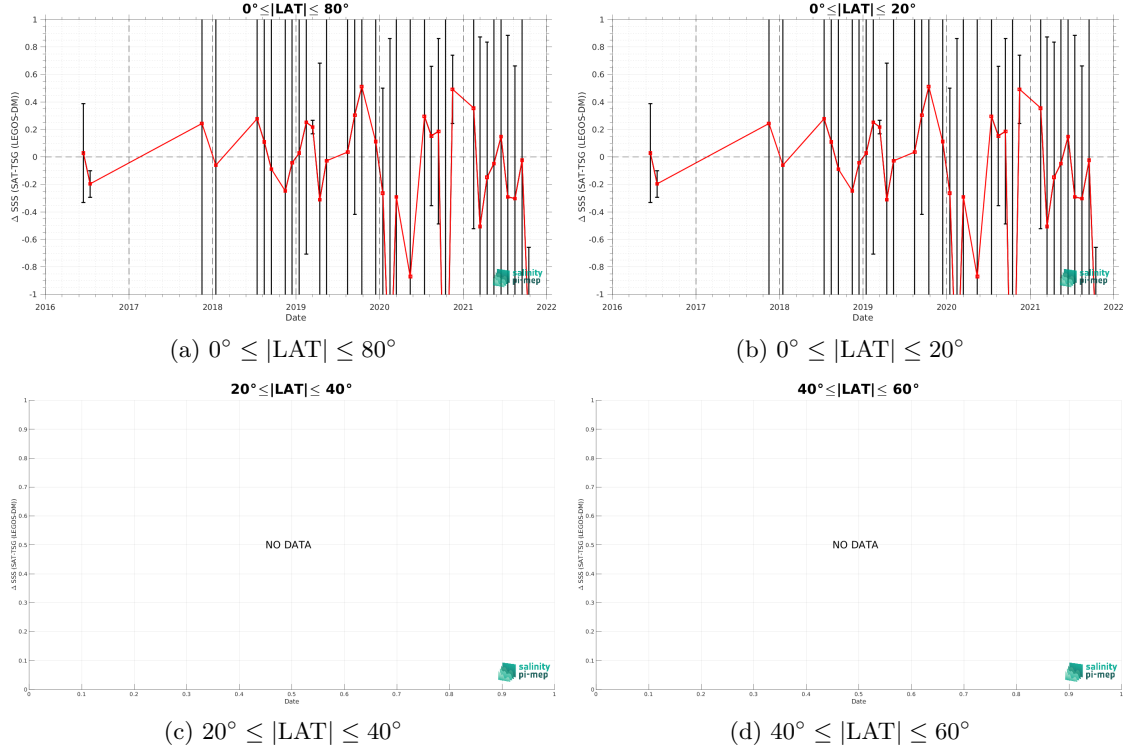 0°≤|LAT|≤ 80°
Δ SSS (SAT-TSG (LEGOS-DM))
1
0.8
0.6
0.4
0.2
0
-0.2
-0.4
-0.6
-0.8
-1
2016 2017 2018 2019 2020 2021 2022
Date
salinity
pi-mep
(a) 0° ≤ |LAT| ≤ 80°
0°≤|LAT|≤ 20°
Δ SSS (SAT-TSG (LEGOS-DM))
1
0.8
0.6
0.4
0.2
0
-0.2
-0.4
-0.6
-0.8
-1
2016 2017 2018 2019 2020 2021 2022
Date
salinity
pi-mep
(b) 0° ≤ |LAT| ≤ 20°
20°≤|LAT|≤ 40°
Δ SSS (SAT-TSG (LEGOS-DM))
1
0.9
0.8
0.7
0.6
0.5
0.4
0.3
0.2
0.1
0
NO DATA
0 0.1 0.2 0.3 0.4 0.5 0.6 0.7 0.8 0.9 1
Date
salinity
pi-mep
(c) 20° ≤ |LAT| ≤ 40°
40°≤|LAT|≤ 60°
Δ SSS (SAT-TSG (LEGOS-DM))
1
0.9
0.8
0.7
0.6
0.5
0.4
0.3
0.2
0.1
0
NO DATA
0 0.1 0.2 0.3 0.4 0.5 0.6 0.7 0.8 0.9 1
Date
salinity
pi-mep
(d) 40° ≤ |LAT| ≤ 60°